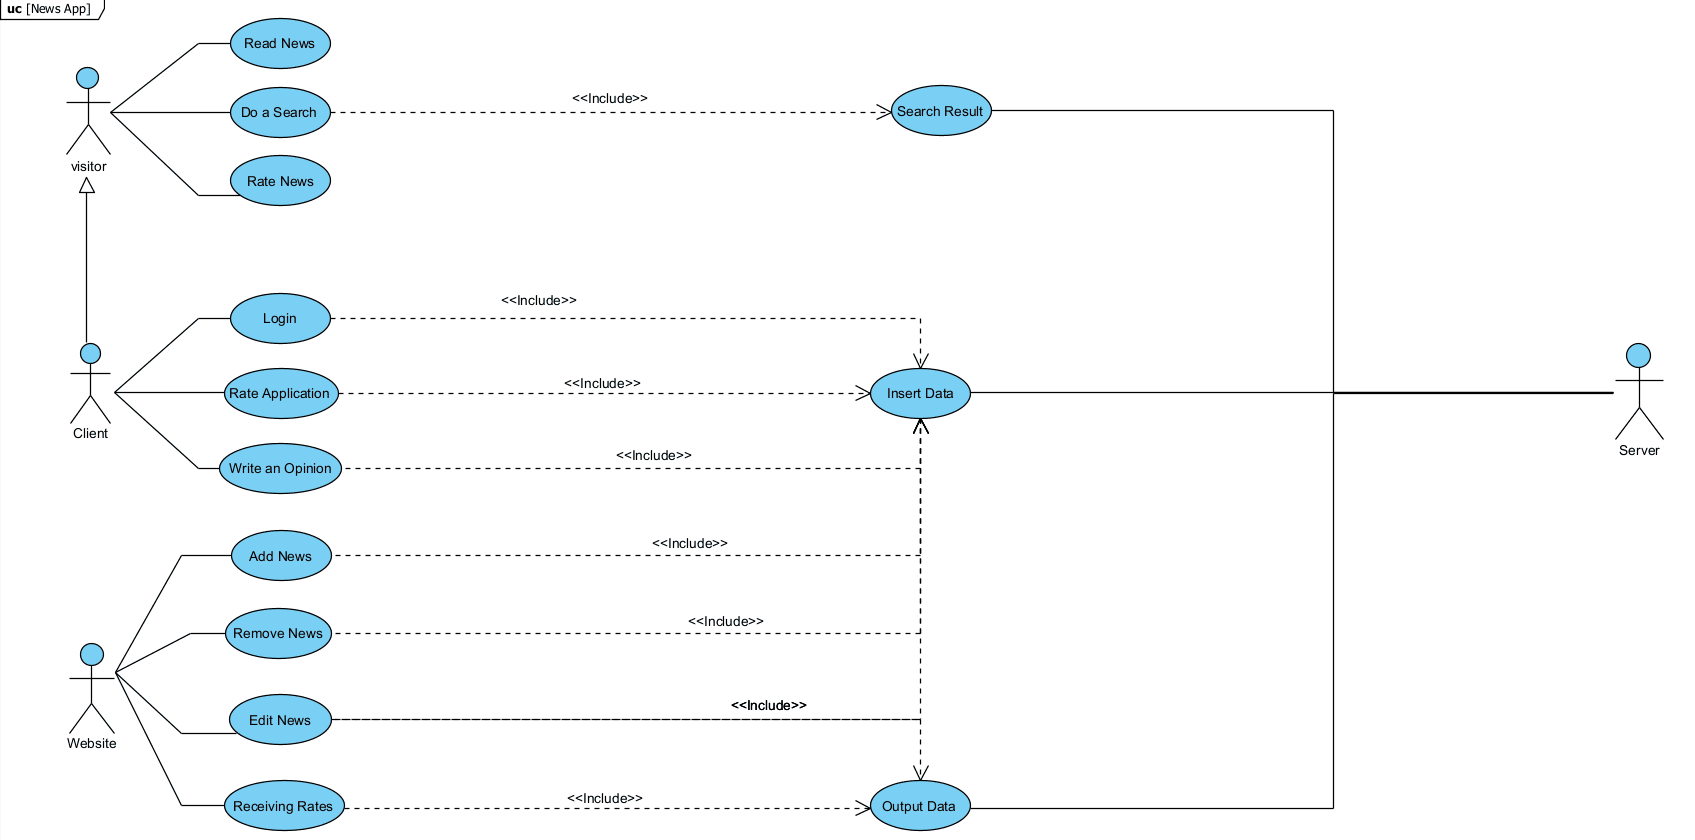 uc [News App]
Read News
<<Include>>
Do a Search
Search Result
visitor
Rate News
<<Include>>
Login
<<Include>>
Rate Application
Insert Data
Client
Server
<<Include>>
Write an Opinion
<<Include>>
Add News
<<Include>>
Remove News
<<Include>>
Edit News
Website
<<Include>>
Receiving Rates
Output Data